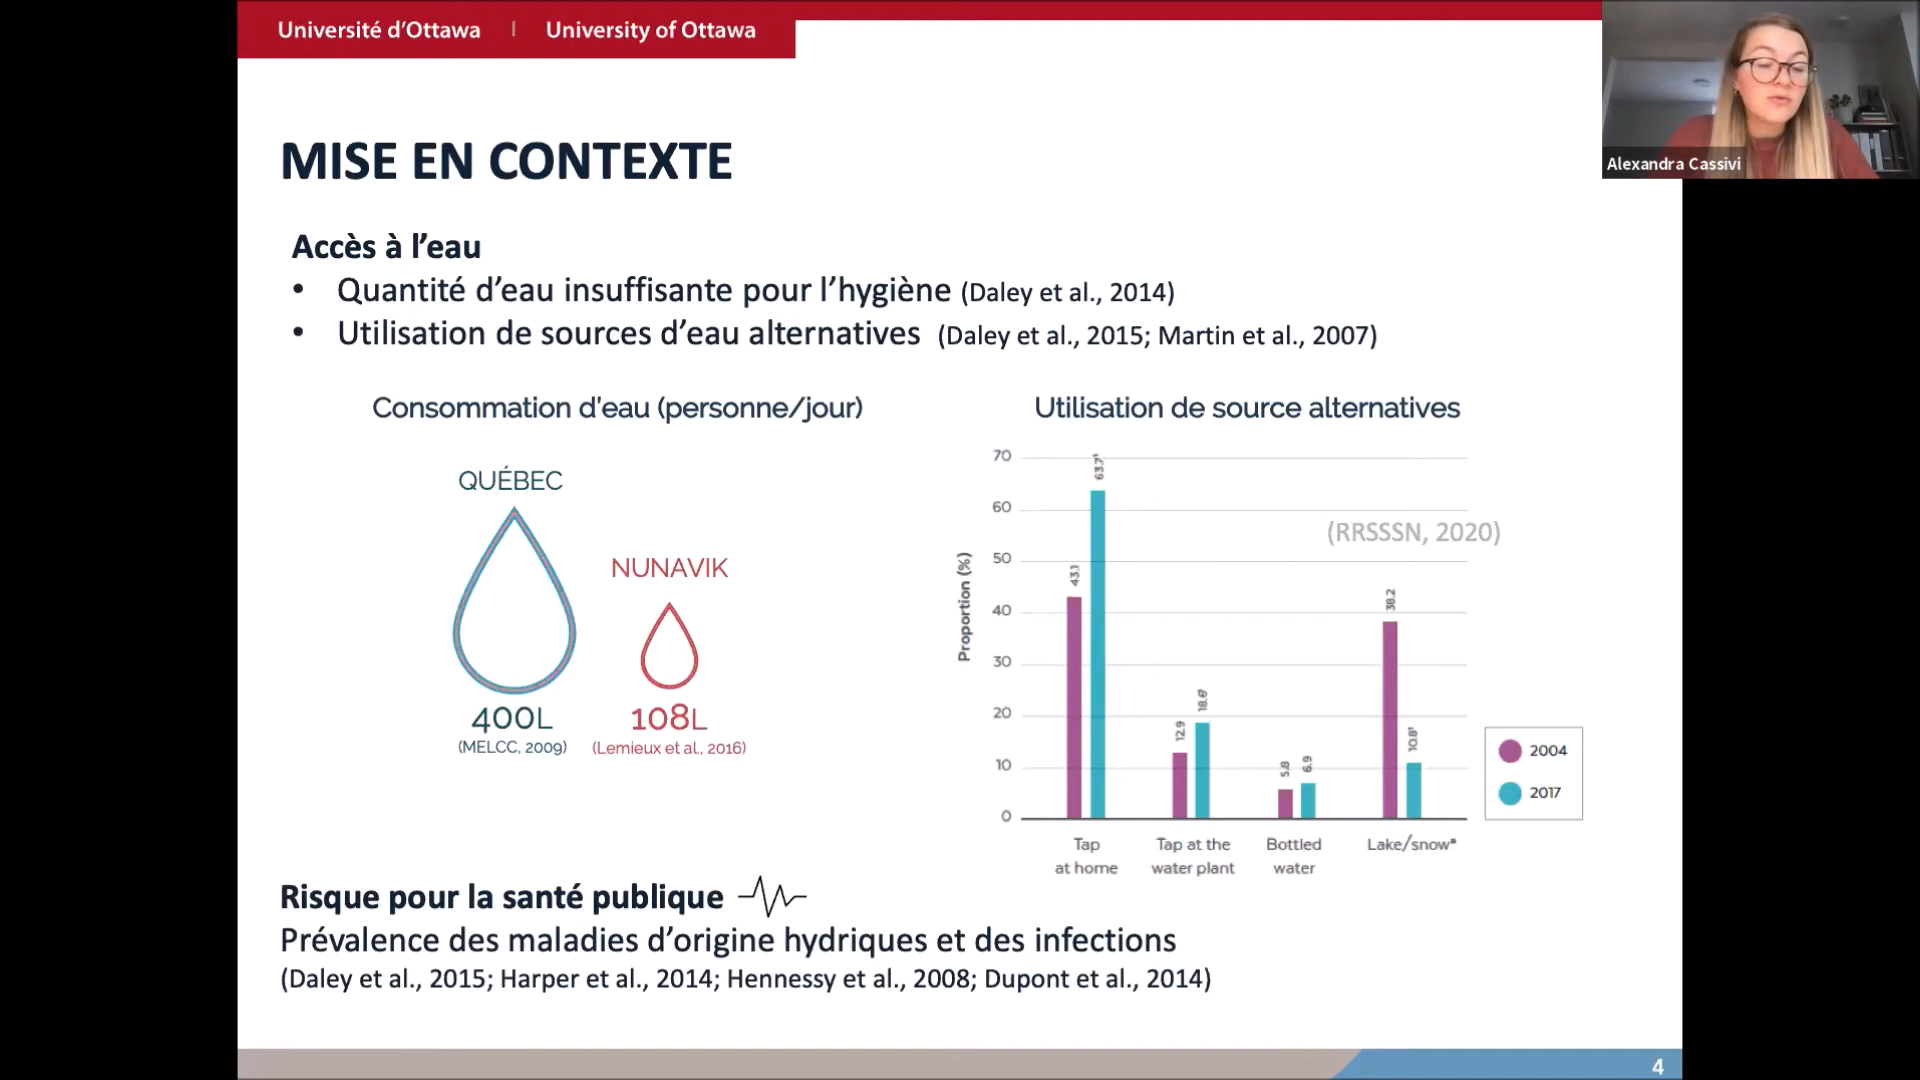 Université d'Ottawa | University of Ottawa
Alexandra Cassivi
MISE EN CONTEXTE
Accès à l'eau
• Quantité d'eau insuffisante pour l'hygiène (Daley et al., 2014)
• Utilisation de sources d'eau alternatives (Daley et al., 2015; Martin et al., 2007)
Consommation d'eau (personne/jour)
QUÉBEC
400L
(MELCC, 2009)
NUNAVIK
108L
(Lemieux et al., 2016)
Utilisation de source alternatives
(RRSSSN, 2020)
Proportion (%)
70
60
50
40
30
20
10
0
43.1
63.7¹
12.9
18.6¹
5.8
6.9
38.2
10.8¹
Tap
at home
Tap at the
water plant
Bottled
water
Lake/snowª
2004
2017
Risque pour la santé publique
Prévalence des maladies d'origine hydriques et des infections
(Daley et al., 2015; Harper et al., 2014; Hennessy et al., 2008; Dupont et al., 2014)
4